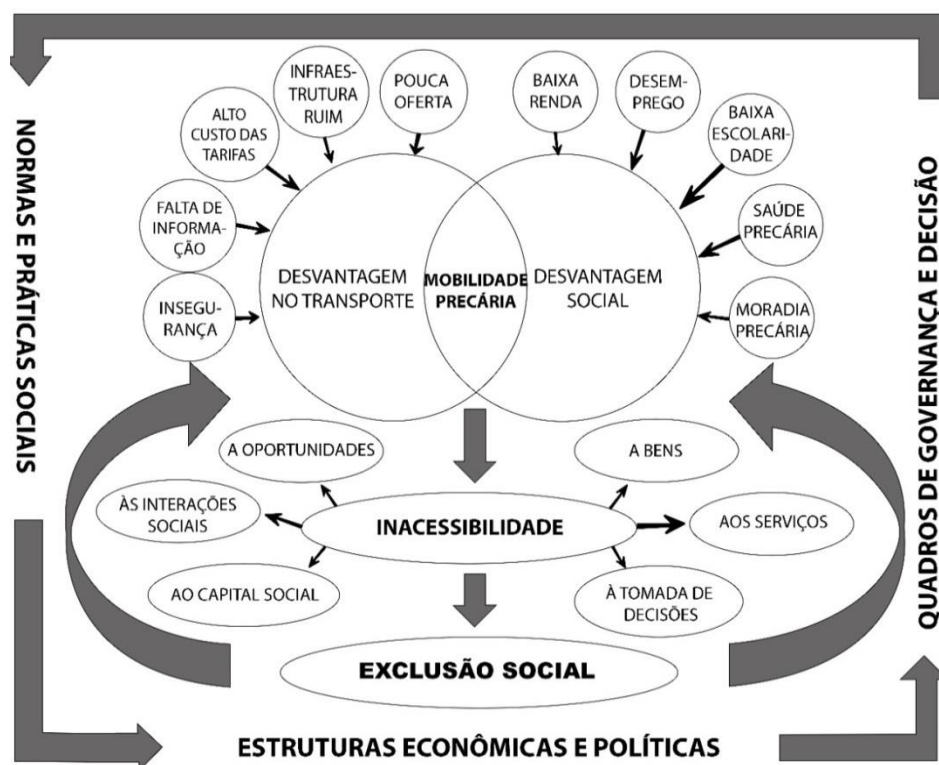 INFRAES-
TRUTURA
RUIM
POUCA
OFERTA
BAIXA
RENDA
DESEM-
PREGO
ALTO
CUSTO DAS
TARIFAS
BAIXA
ESCOLARI-
DADE
FALTA DE
INFORMA-
ÇÃO
SAÚDE
PRECÁRIA
INSEGU-
RANÇA
MORADIA
PRECÁRIA
DESVANTAGEM
NO TRANSPORTE
MOBILIDADE
PRECÁRIA
DESVANTAGEM
SOCIAL
NORMAS E PRÁTICAS SOCIAIS
QUADROS DE GOVERNANÇA E DECISÃO
A OPORTUNIDADES
A BENS
ÀS INTERAÇÕES
SOCIAIS
INACESSIBILIDADE
AOS SERVIÇOS
AO CAPITAL SOCIAL
À TOMADA DE
DECISÕES
EXCLUSÃO SOCIAL
ESTRUTURAS ECONÔMICAS E POLÍTICAS